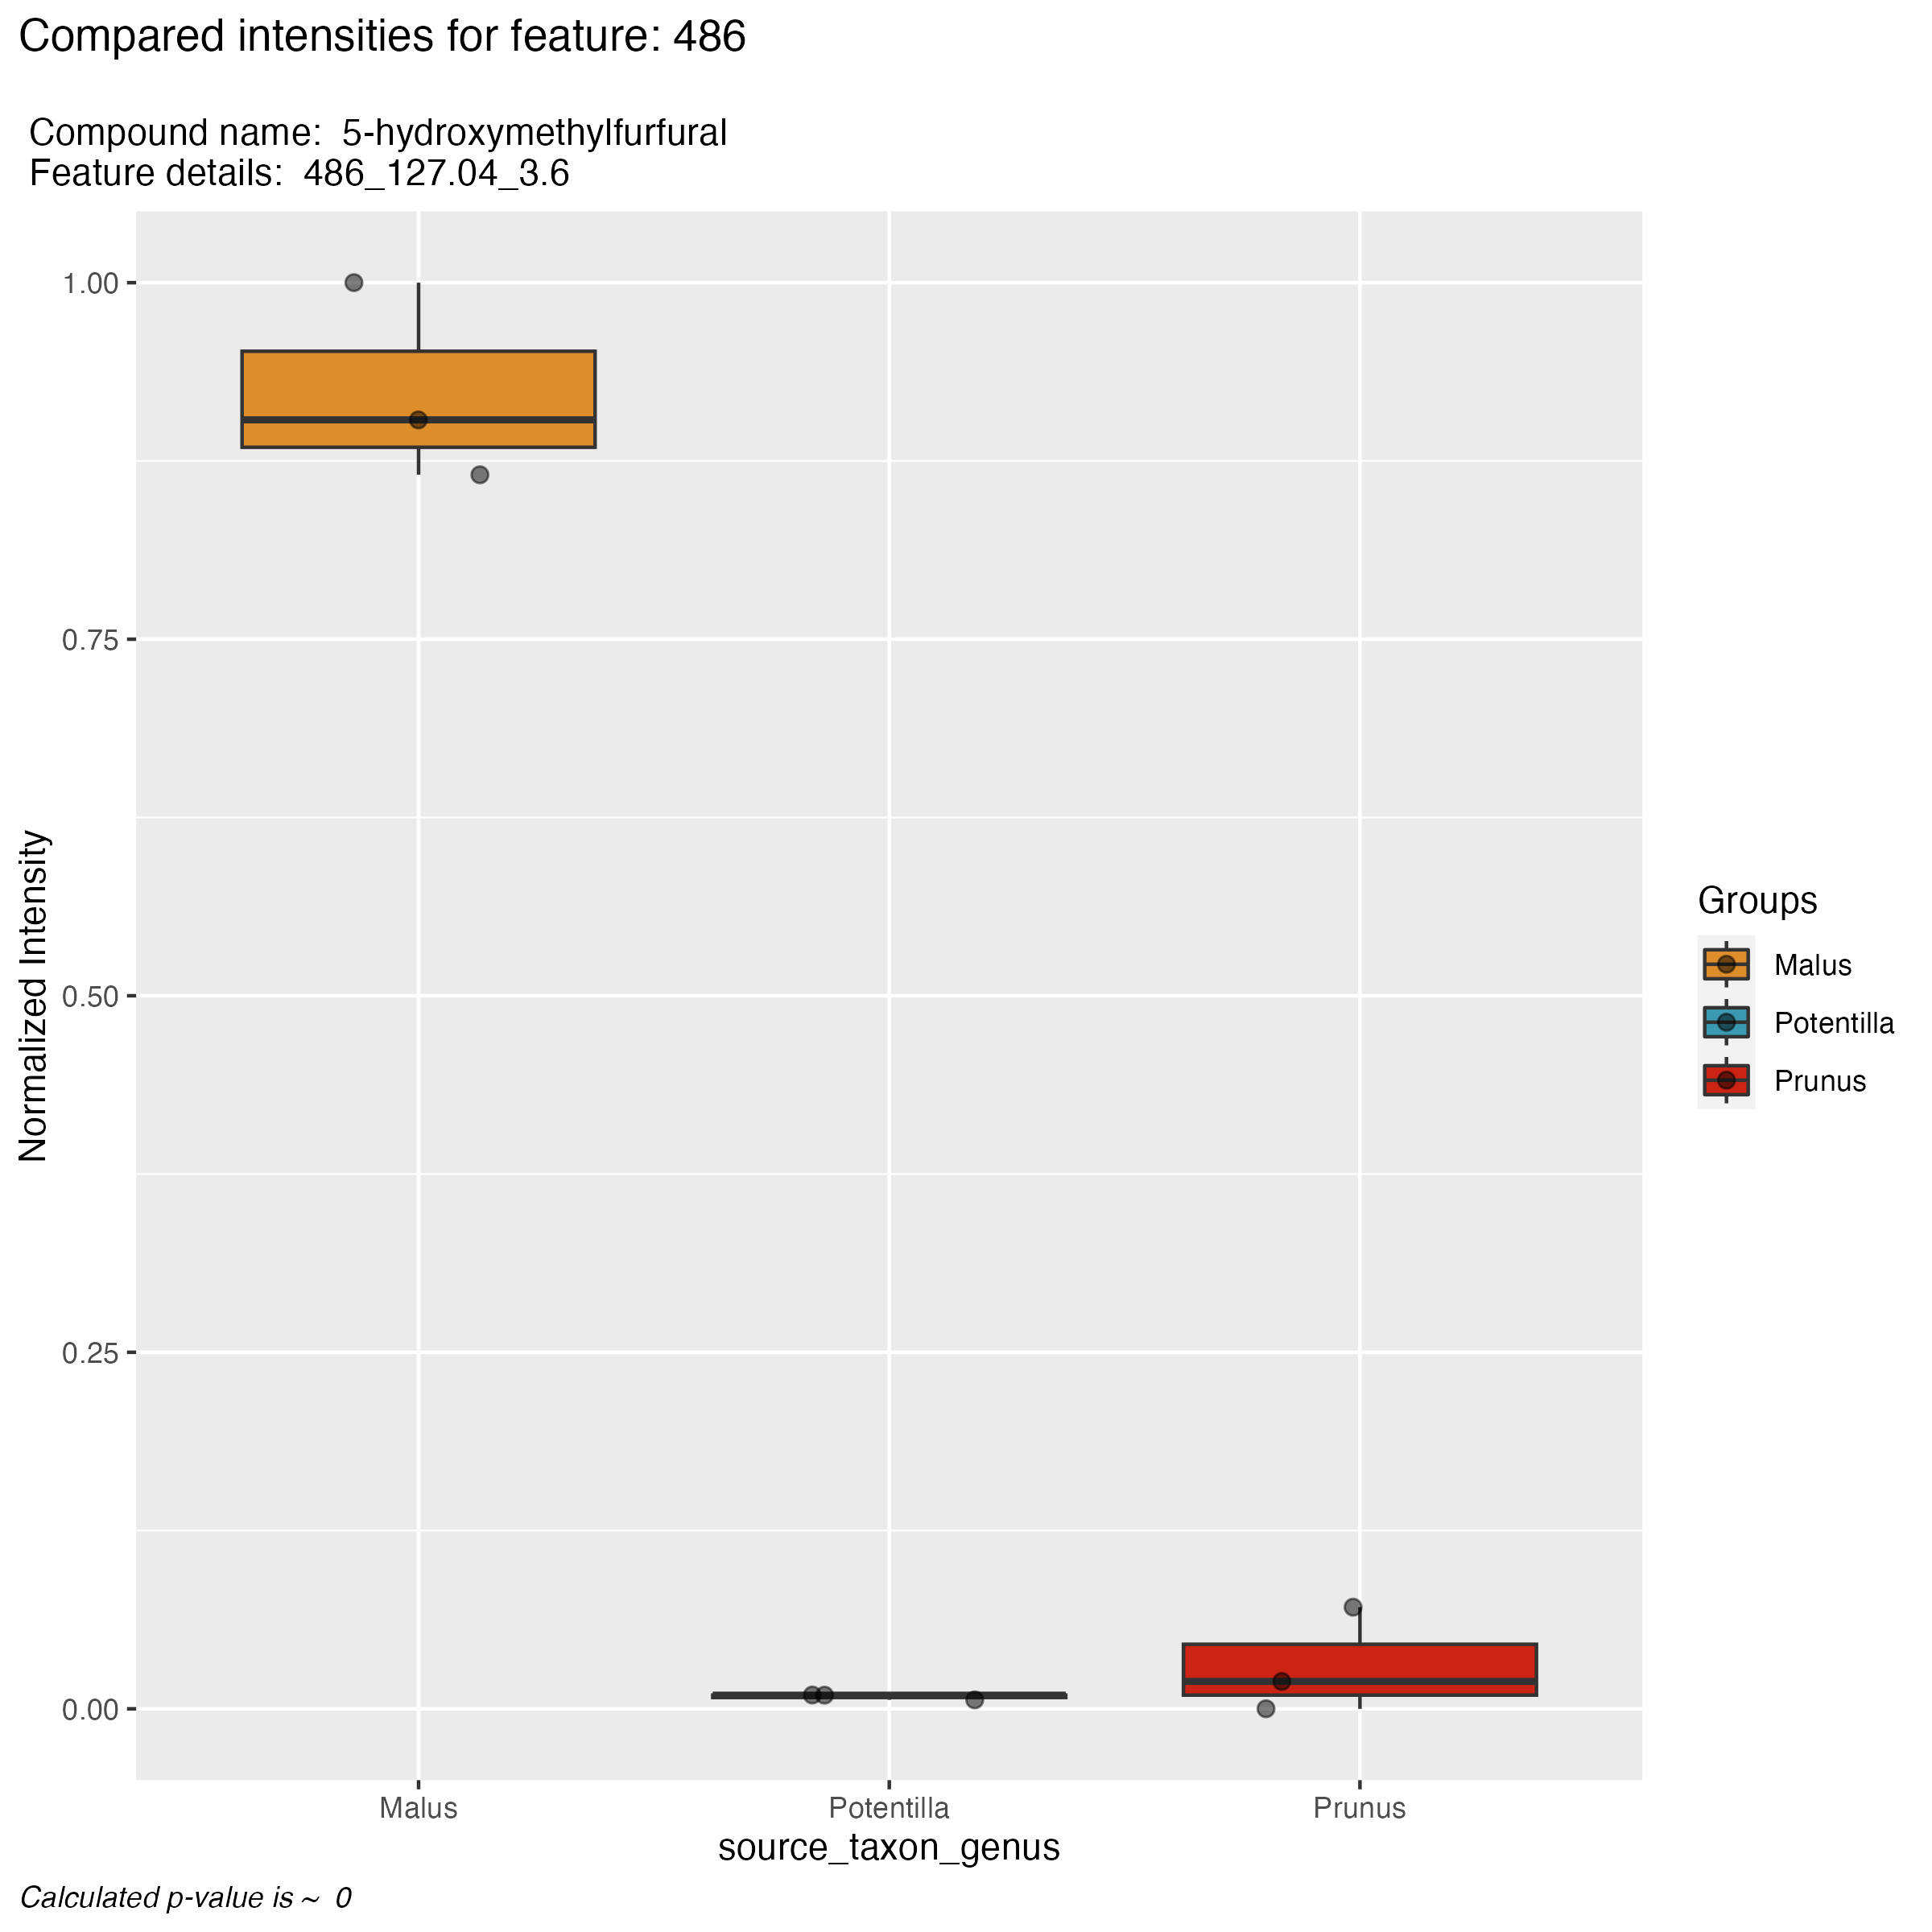 Compared intensities for feature: 486
Compound name:  5-hydroxymethylfurfural
Feature details:  486_127.04_3.6
1.00
0.75
0.50
0.25
0.00
Normalized Intensity
Malus
Potentilla
Prunus
source_taxon_genus
Groups
Malus
Potentilla
Prunus
Calculated p-value is ~  0